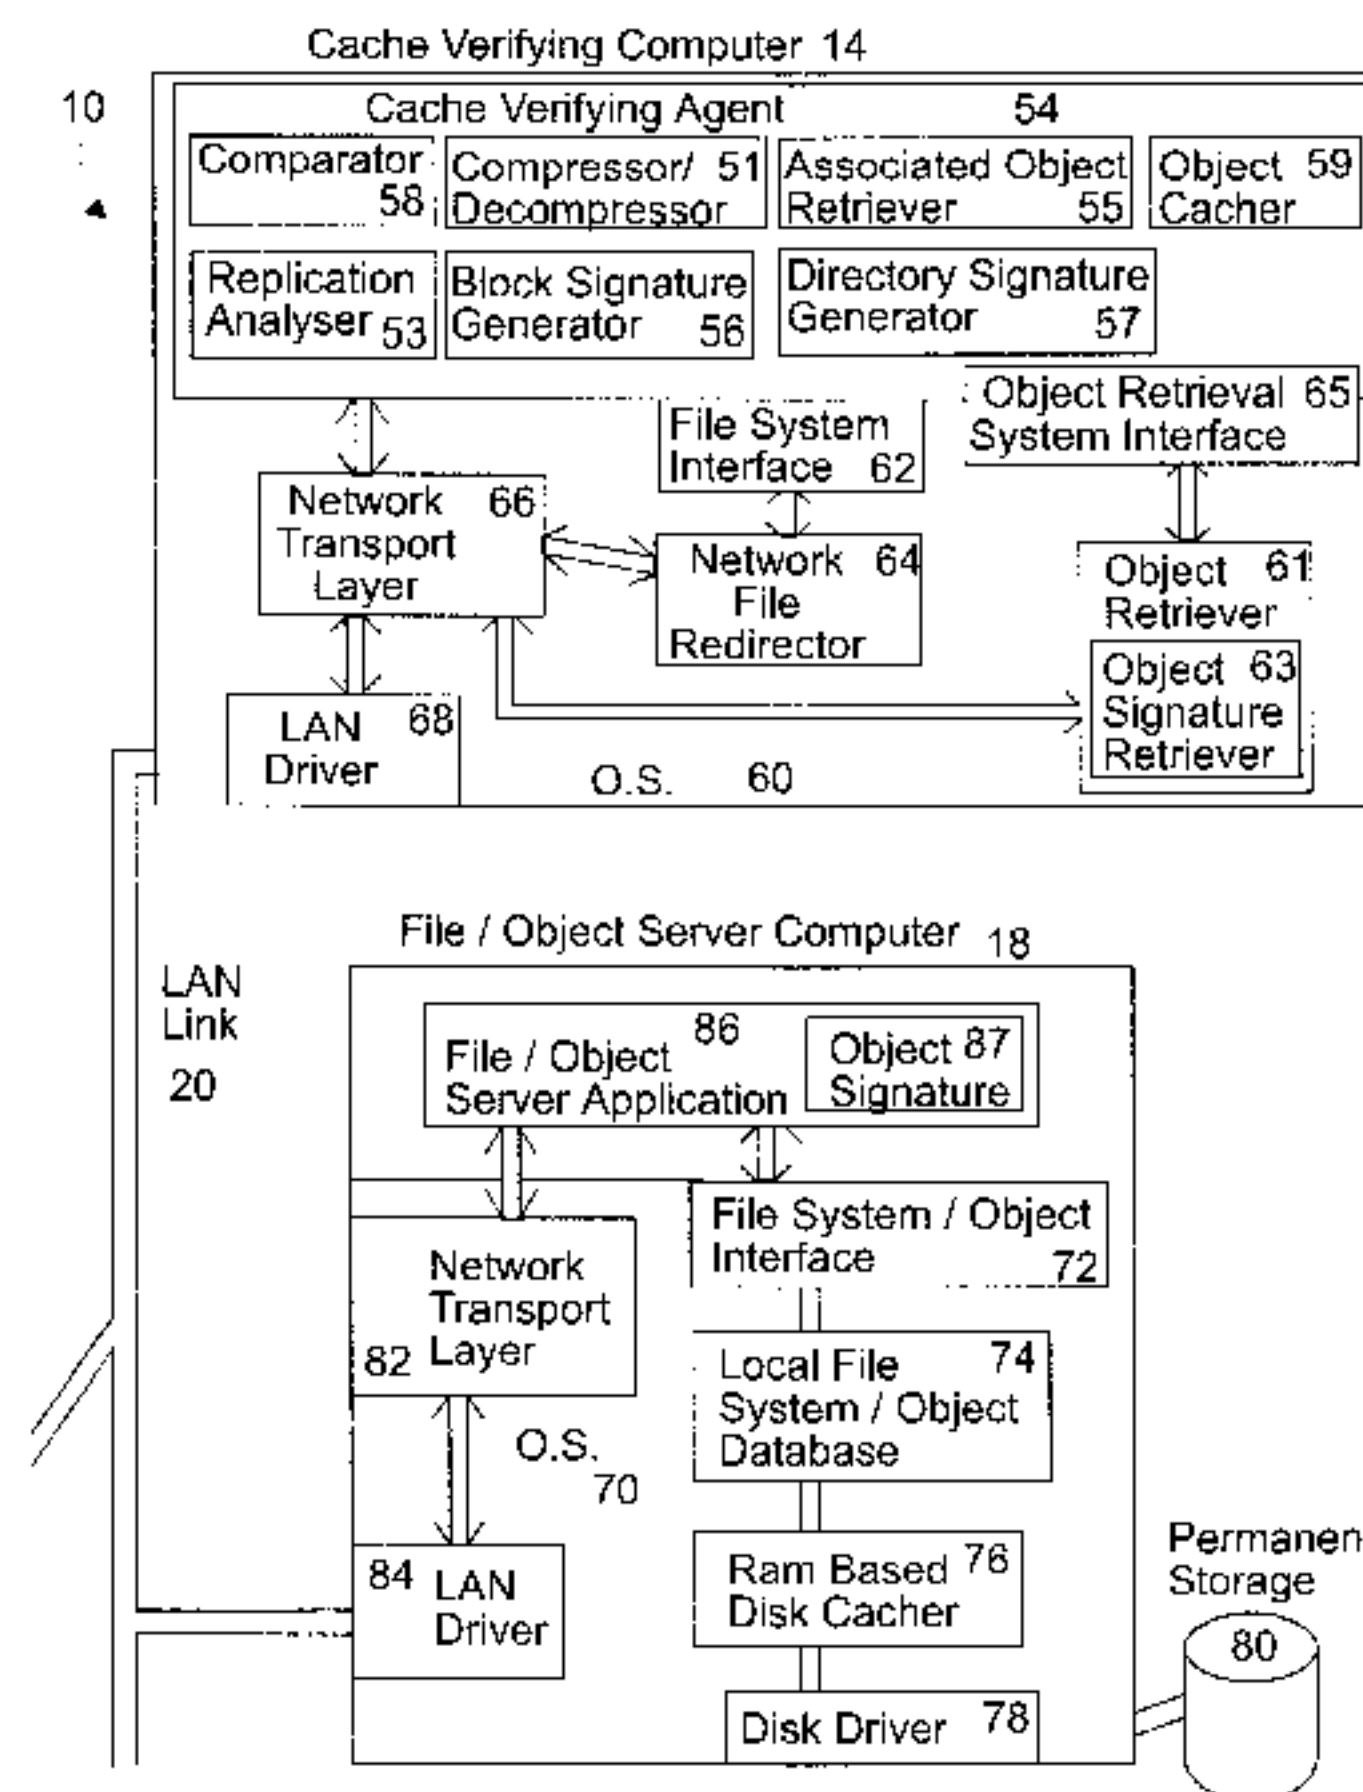 Cache Verifying Computer 14
10
Cache Verifying Agent 54
Comparator 58
Compressor/ 51
Decompressor
Associated Object
Retriever 55
Object 59
Cacher
Replication
Analyser 53
Block Signature
Generator 56
Directory Signature
Generator 57
File System
Interface 62
Object Retrieval 65
System Interface
Network 66
Transport
Layer
Network 64
File
Redirector
Object 61
Retriever
Object 63
Signature
Retriever
LAN 68
Driver
O.S. 60
File / Object Server Computer 18
LAN
Link
20
86
File / Object
Server Application
Object 87
Signature
File System / Object
Interface 72
Network
Transport
82 Layer
Local File 74
System / Object
Database
O.S.
70
84 LAN
Driver
Ram Based 76
Disk Cacher
Permanen
Storage
80
Disk Driver 78